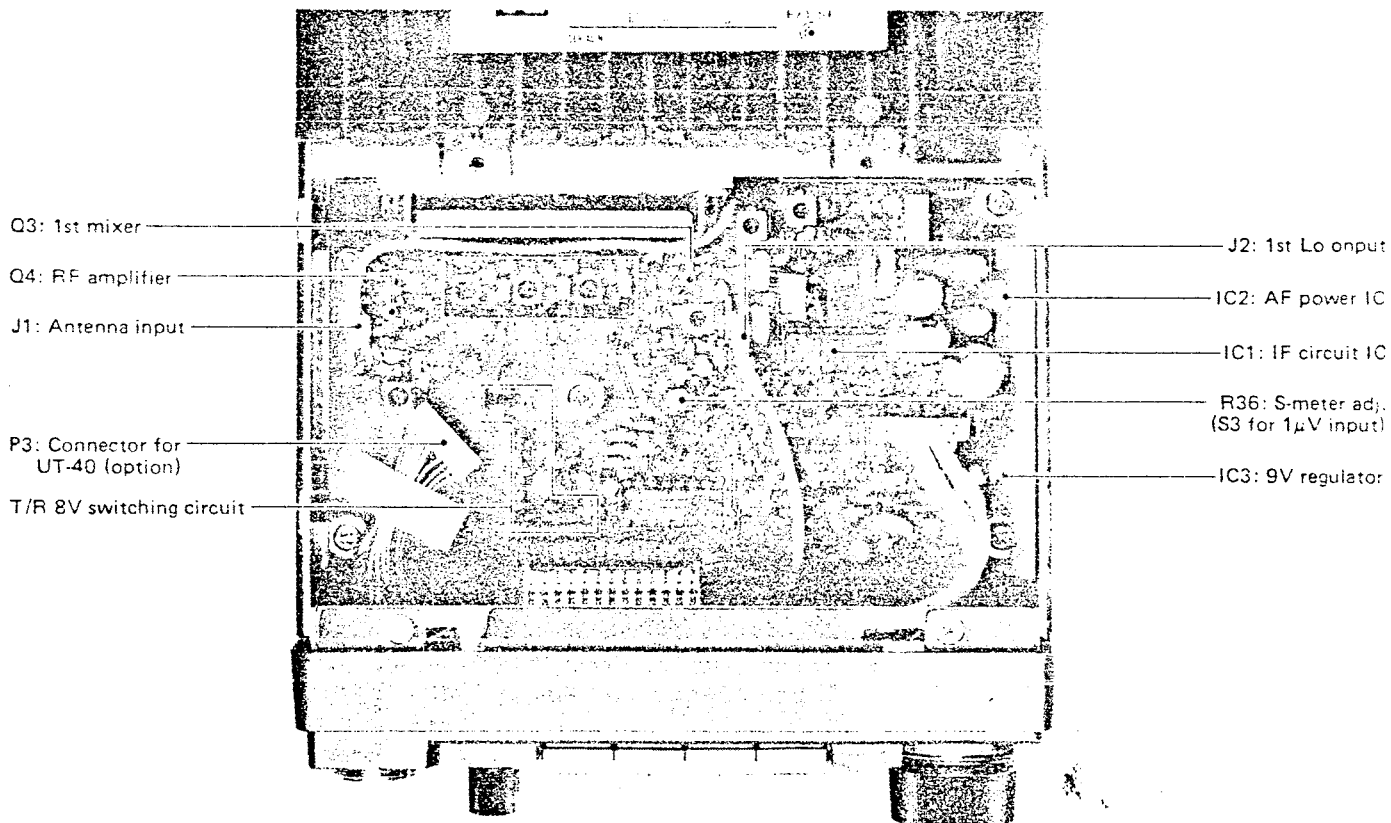 Q3: 1st mixer
Q4: RF amplifier
J1: Antenna input
P3: Connector for
UT-40 (option)
T/R 8V switching circuit
J2: 1st Lo onput
IC2: AF power IC
IC1: IF circuit IC
R36: S-meter adj.
(S3 for 1μV input)
IC3: 9V regulator